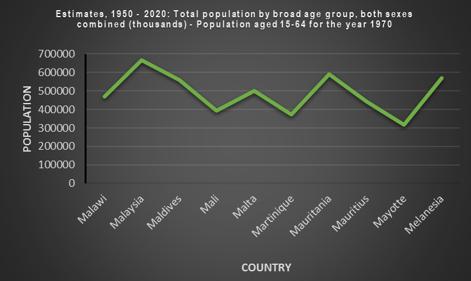 Estimates, 1950 - 2020: Total population by broad age group, both sexes
combined (thousands) - Population aged 15-64 for the year 1970
POPULATION
700000
600000
500000
400000
300000
200000
100000
0
Malawi
Malaysia
Maldives
Mali
Malta
Martinique
Mauritania
Mauritius
Mayotte
Melanesia
COUNTRY